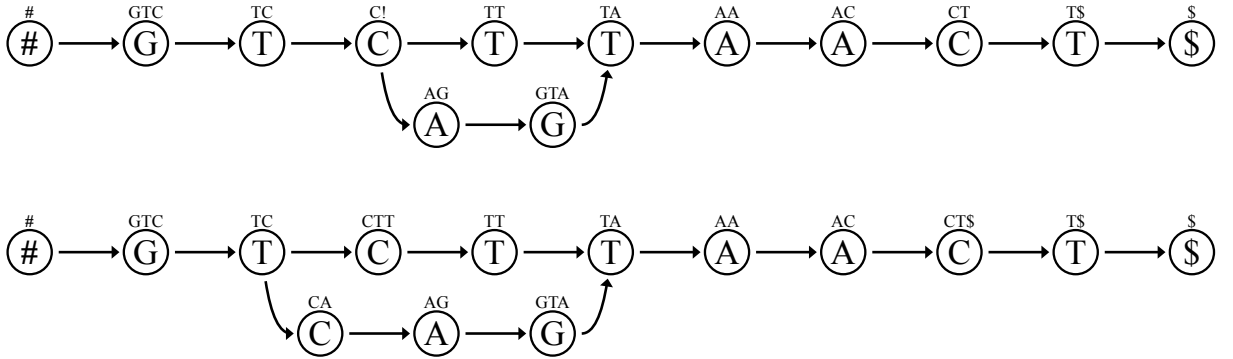 # GTC TC C! TT TA AA AC CT T$ $
# G T C T T A A C T $
AG GTA
A G
# GTC TC CTT TT TA AA AC CT$ T$ $
# G T C T T A A C T $
CA AG GTA
C A G